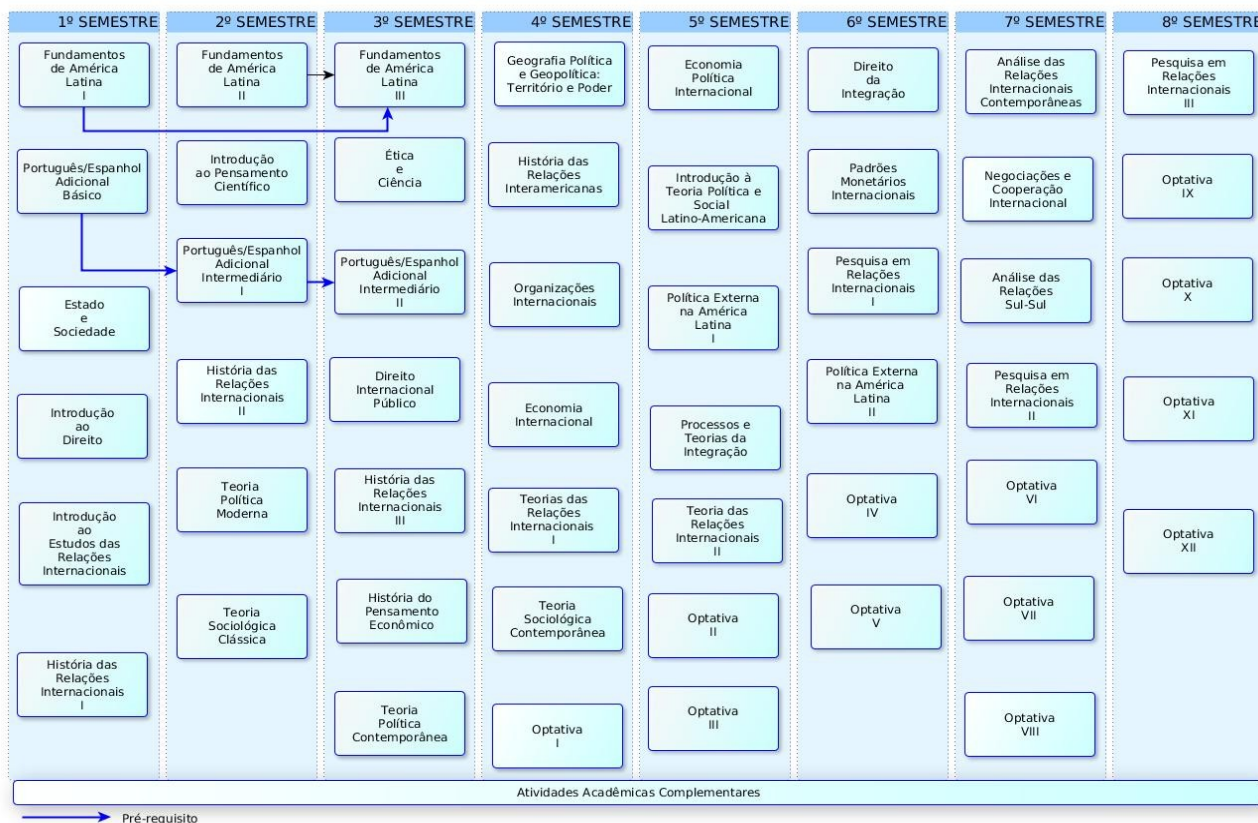 1º SEMESTRE
Fundamentos
de América
Latina
I
Português/Espanhol
Adicional
Básico
Estado
e
Sociedade
Introdução
ao
Direito
Introdução
ao
Estudos das
Relações
Internacionais
História das
Relações
Internacionais
I
2º SEMESTRE
Fundamentos
de América
Latina
II
Introdução
ao Pensamento
Científico
Português/Espanhol
Adicional
Intermediário
I
História das
Relações
Internacionais
II
Teoria
Política
Moderna
Teoria
Sociológica
Clássica
3º SEMESTRE
Fundamentos
de América
Latina
III
Ética
e
Ciência
Português/Espanhol
Adicional
Intermediário
II
Direito
Internacional
Público
História das
Relações
Internacionais
III
História do
Pensamento
Econômico
Teoria
Política
Contemporânea
4º SEMESTRE
Geografia Política
e Geopolítica:
Território e Poder
História das
Relações
Interamericanas
Organizações
Internacionais
Economia
Internacional
Teorias das
Relações
Internacionais
I
Teoria
Sociológica
Contemporânea
Optativa
I
5º SEMESTRE
Economia
Política
Internacional
Introdução à
Teoria Política e
Social
Latino-Americana
Política Externa
na América
Latina
I
Processos e
Teorias da
Integração
Teoria das
Relações
Internacionais
II
Optativa
II
Optativa
III
6º SEMESTRE
Direito
da
Integração
Padrões
Monetários
Internacionais
Pesquisa em
Relações
Internacionais
I
Política Externa
na América
Latina
II
Optativa
IV
Optativa
V
7º SEMESTRE
Análise das
Relações
Internacionais
Contemporâneas
Negociações e
Cooperação
Internacional
Análise das
Relações
Sul-Sul
Pesquisa em
Relações
Internacionais
II
Optativa
VI
Optativa
VII
Optativa
VIII
8º SEMESTRE
Pesquisa em
Relações
Internacionais
III
Optativa
IX
Optativa
X
Optativa
XI
Optativa
XII
Atividades Acadêmicas Complementares
Pré-requisito